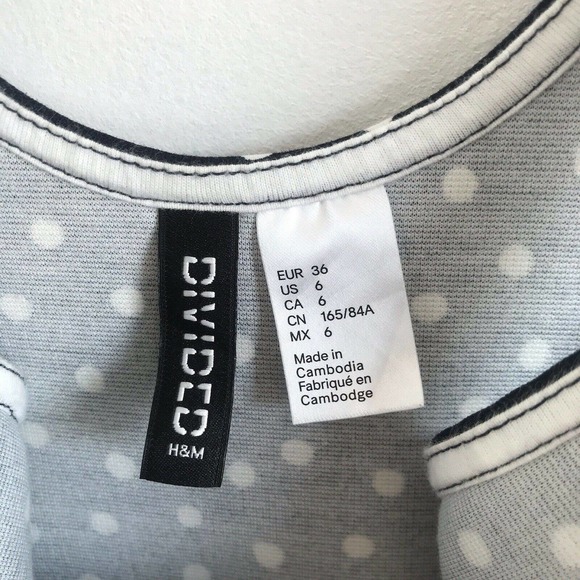 DIVIDED
H&M
EUR 36
US 6
CA 6
CN 165/84A
MX 6
Made in
Cambodia
Fabriqué en
Cambodge